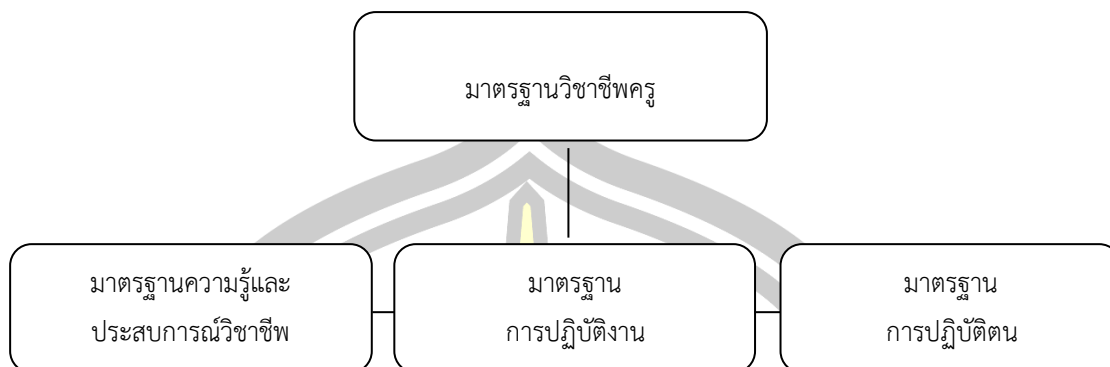 มาตรฐานวิชาชีพครู
มาตรฐานความรู้และ
ประสบการณ์วิชาชีพ
มาตรฐาน
การปฏิบัติงาน
มาตรฐาน
การปฏิบัติตน